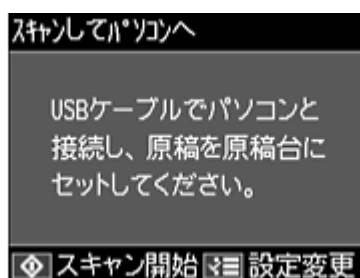 ｽｷｬﾝしてﾊﾟｿｺﾝへ
USBケーブルでパソコンと
接続し、原稿を原稿台に
セットしてください。
スキャン開始 設定変更